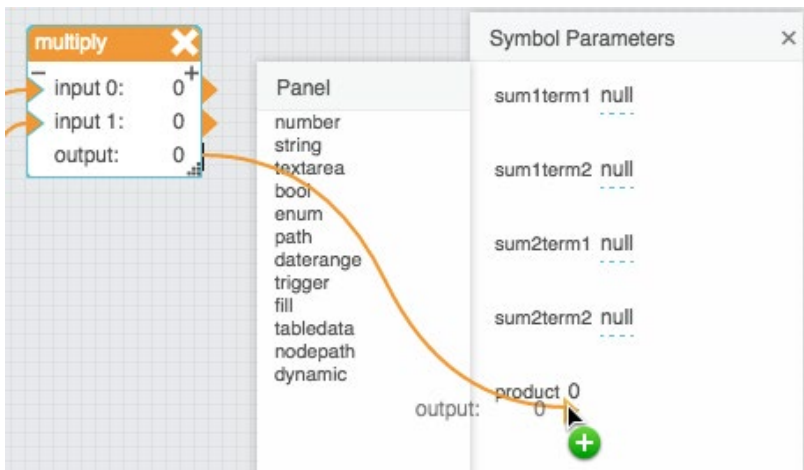 multiply
input 0: 0
input 1: 0
output: 0
Panel
number
string
textarea
bool
enum
path
daterange
trigger
fill
tabledata
nodepath
dynamic
Symbol Parameters
sum1term1 null
sum1term2 null
sum2term1 null
sum2term2 null
product 0
output: 0